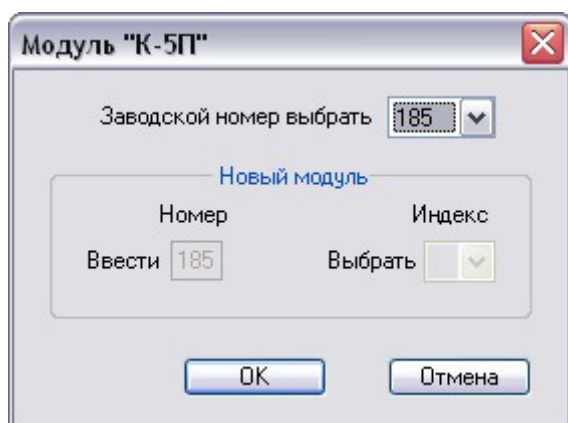 Модуль "К-5П"
Заводской номер выбрать 185
Новый модуль
Номер Индекс
Ввести 185 Выбрать
OK Отмена